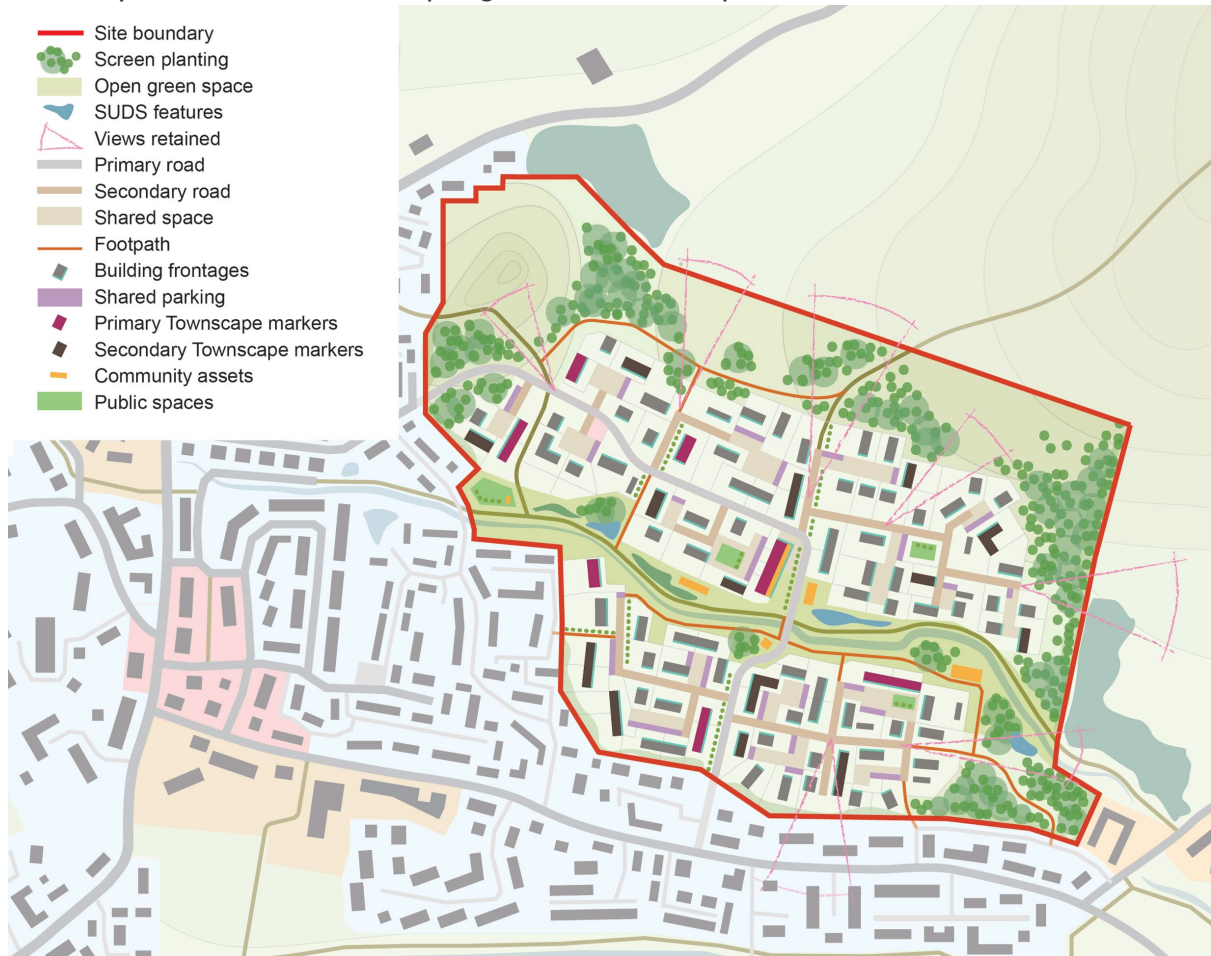 Site boundary
Screen planting
Open green space
SUDS features
Views retained
Primary road
Secondary road
Shared space
Footpath
Building frontages
Shared parking
Primary Townscape markers
Secondary Townscape markers
Community assets
Public spaces